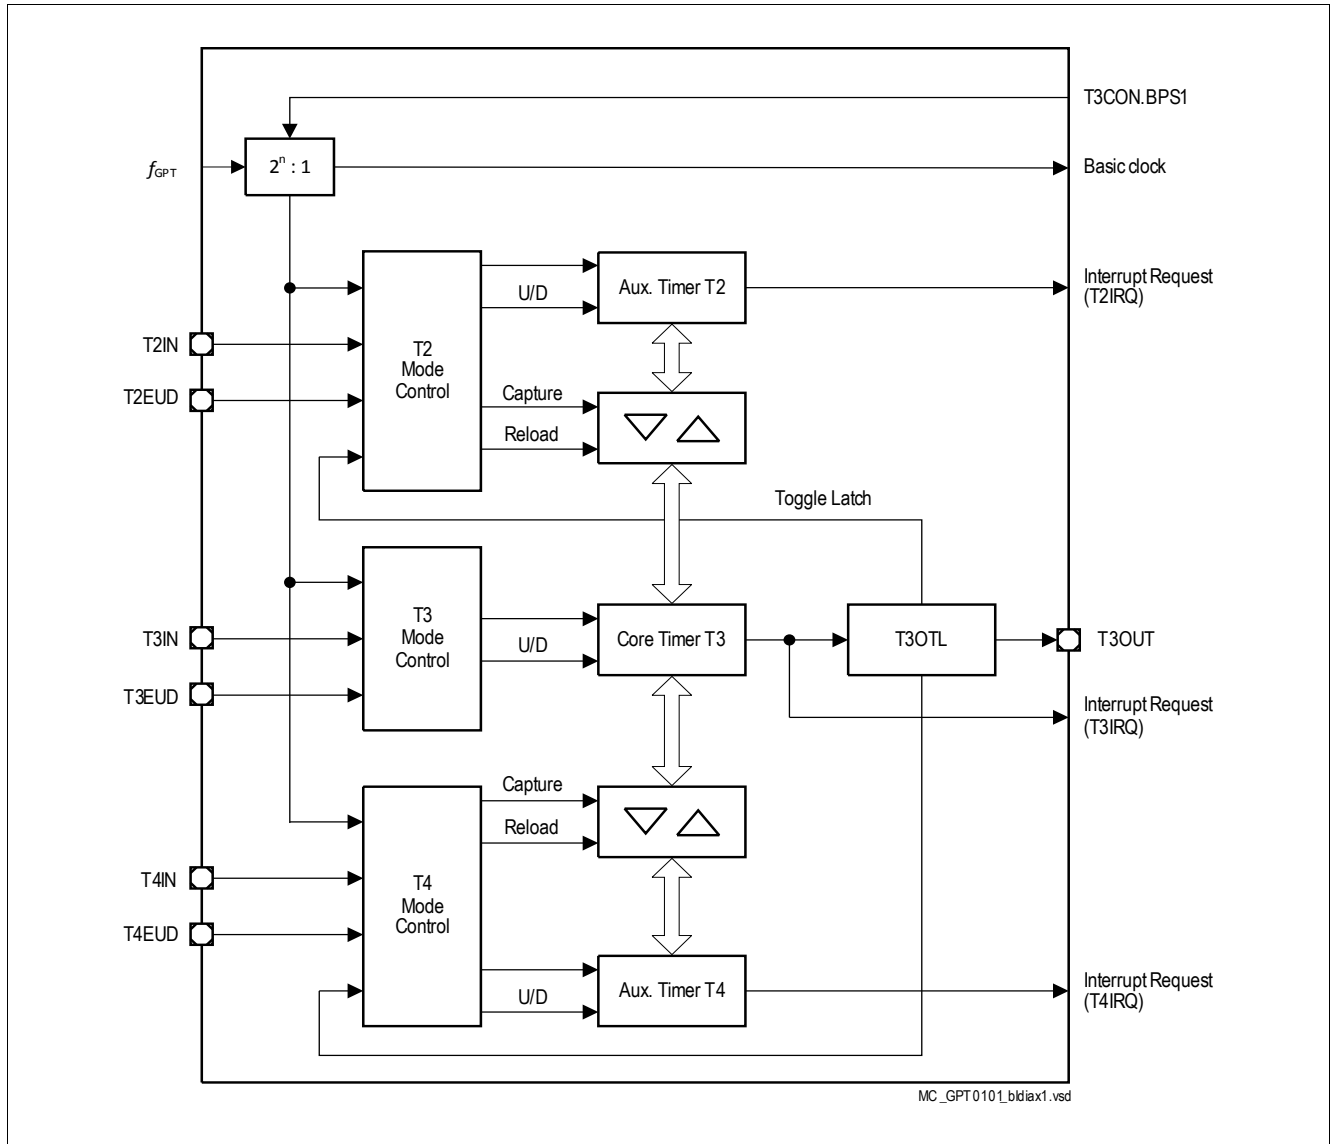 T3CON.BPS1
fGPT
2ⁿ : 1
Basic clock
Aux. Timer T2
Interrupt Request
(T2IRQ)
U/D
T2IN
T2
Mode
Control
T2EUD
Capture
Reload
Toggle Latch
T3IN
T3
Mode
Control
U/D
Core Timer T3
T3OTL
T3OUT
T3EUD
Interrupt Request
(T3IRQ)
Capture
Reload
T4IN
T4
Mode
Control
T4EUD
U/D
Aux. Timer T4
Interrupt Request
(T4IRQ)
MC_GPT0101_bldiax1.vsd